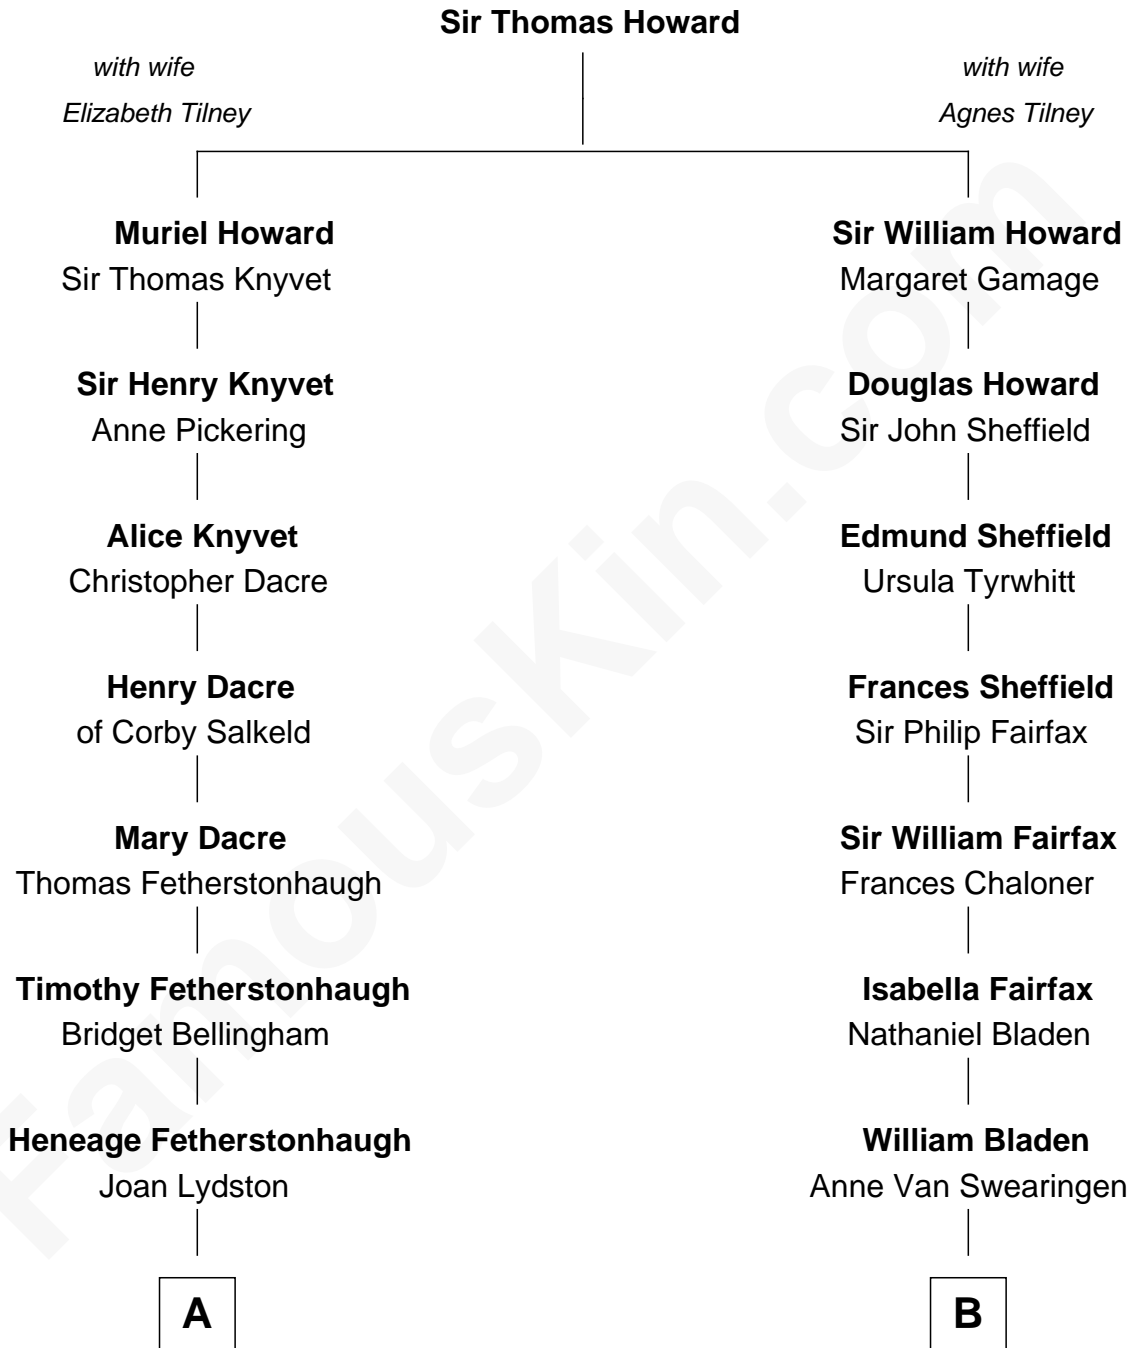 Sir Thomas Howard
with wife
Elizabeth Tilney
with wife
Agnes Tilney
Muriel Howard
Sir Thomas Knyvet
Sir William Howard
Margaret Gamage
Sir Henry Knyvet
Anne Pickering
Douglas Howard
Sir John Sheffield
Alice Knyvet
Christopher Dacre
Edmund Sheffield
Ursula Tyrwhitt
Henry Dacre
of Corby Salkeld
Frances Sheffield
Sir Philip Fairfax
Mary Dacre
Thomas Fetherstonhaugh
Sir William Fairfax
Frances Chaloner
Timothy Fetherstonhaugh
Bridget Bellingham
Isabella Fairfax
Nathaniel Bladen
Heneage Fetherstonhaugh
Joan Lydston
William Bladen
Anne Van Swearingen
A
B
FamousKin.com